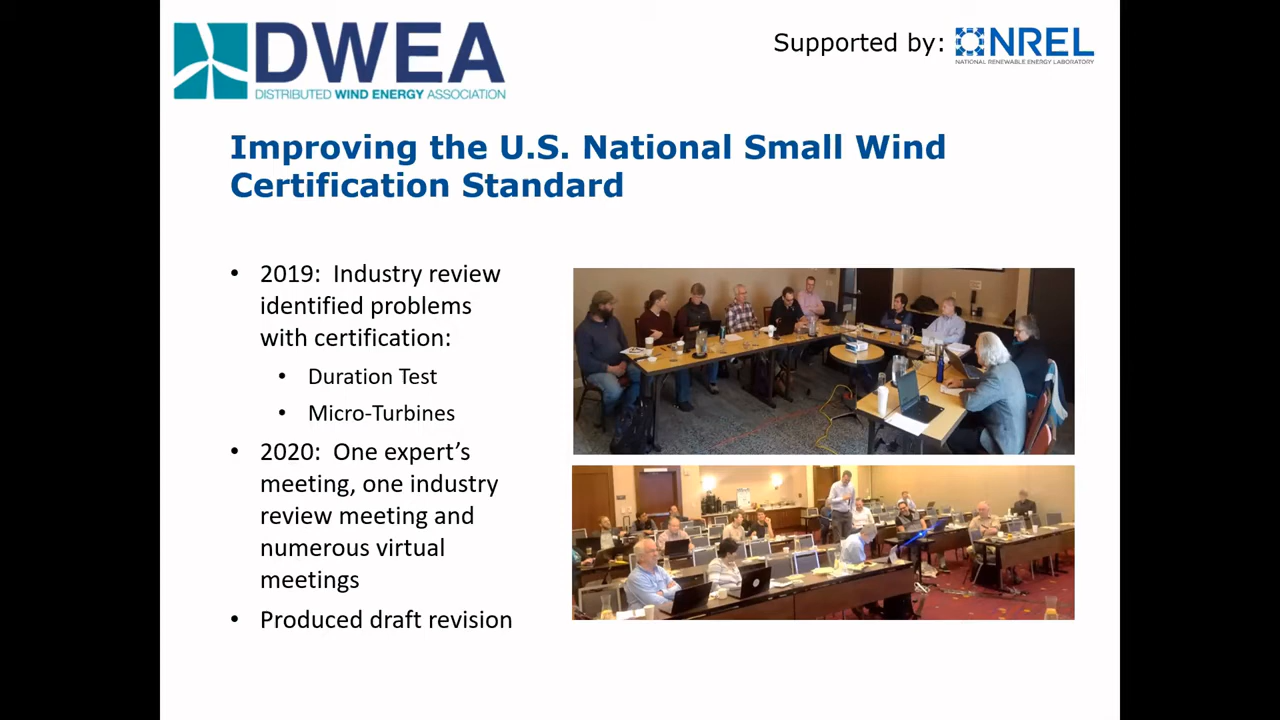 DWEA
DISTRIBUTED WIND ENERGY ASSOCIATION
Supported by:
NREL
NATIONAL RENEWABLE ENERGY LABORATORY
Improving the U.S. National Small Wind
Certification Standard
• 2019:  Industry review
identified problems
with certification:
• Duration Test
• Micro-Turbines
• 2020:  One expert’s
meeting, one industry
review meeting and
numerous virtual
meetings
• Produced draft revision